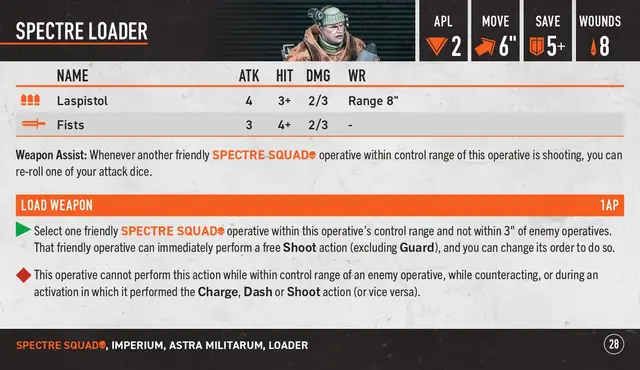 SPECTRE LOADER
APL MOVE SAVE WOUNDS
2 6" 5+ 8
NAME ATK HIT DMG WR
Laspistol 4 3+ 2/3 Range 8"
Fists 3 4+ 2/3 -
Weapon Assist: Whenever another friendly SPECTRE SQUAD operative within control range of this operative is shooting, you can
re-roll one of your attack dice.
LOAD WEAPON 1AP
Select one friendly SPECTRE SQUAD operative within this operative's control range and not within 3" of enemy operatives.
That friendly operative can immediately perform a free Shoot action (excluding Guard), and you can change its order to do so.
This operative cannot perform this action while within control range of an enemy operative, while counteracting, or during an
activation in which it performed the Charge, Dash or Shoot action (or vice versa).
SPECTRE SQUAD, IMPERIUM, ASTRA MILITARUM, LOADER
28